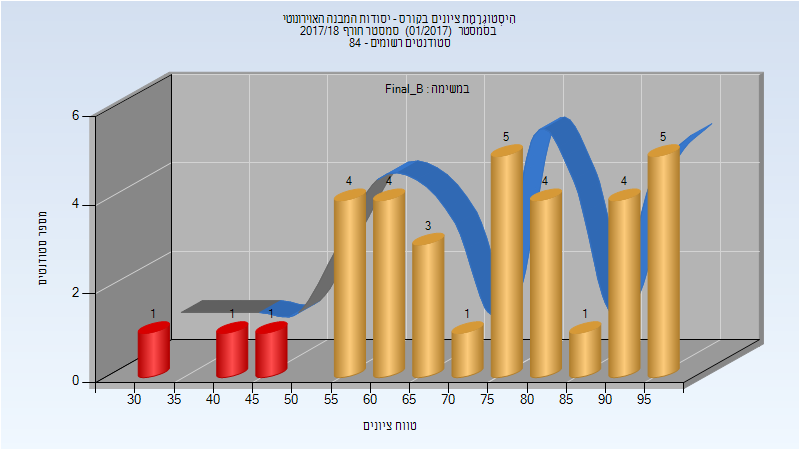 היסטוגרמת ציונים בקורס - יסודות המבנה האוירונוטי
בסמסטר (01/2017) סמסטר חורף 2017/18
סטודנטים רשומים - 84
במשימה : Final_B
מספר סטודנטים
6
4
2
0
1
1
1
4
4
3
1
5
4
1
4
5
30 35 40 45 50 55 60 65 70 75 80 85 90 95
טווח ציונים